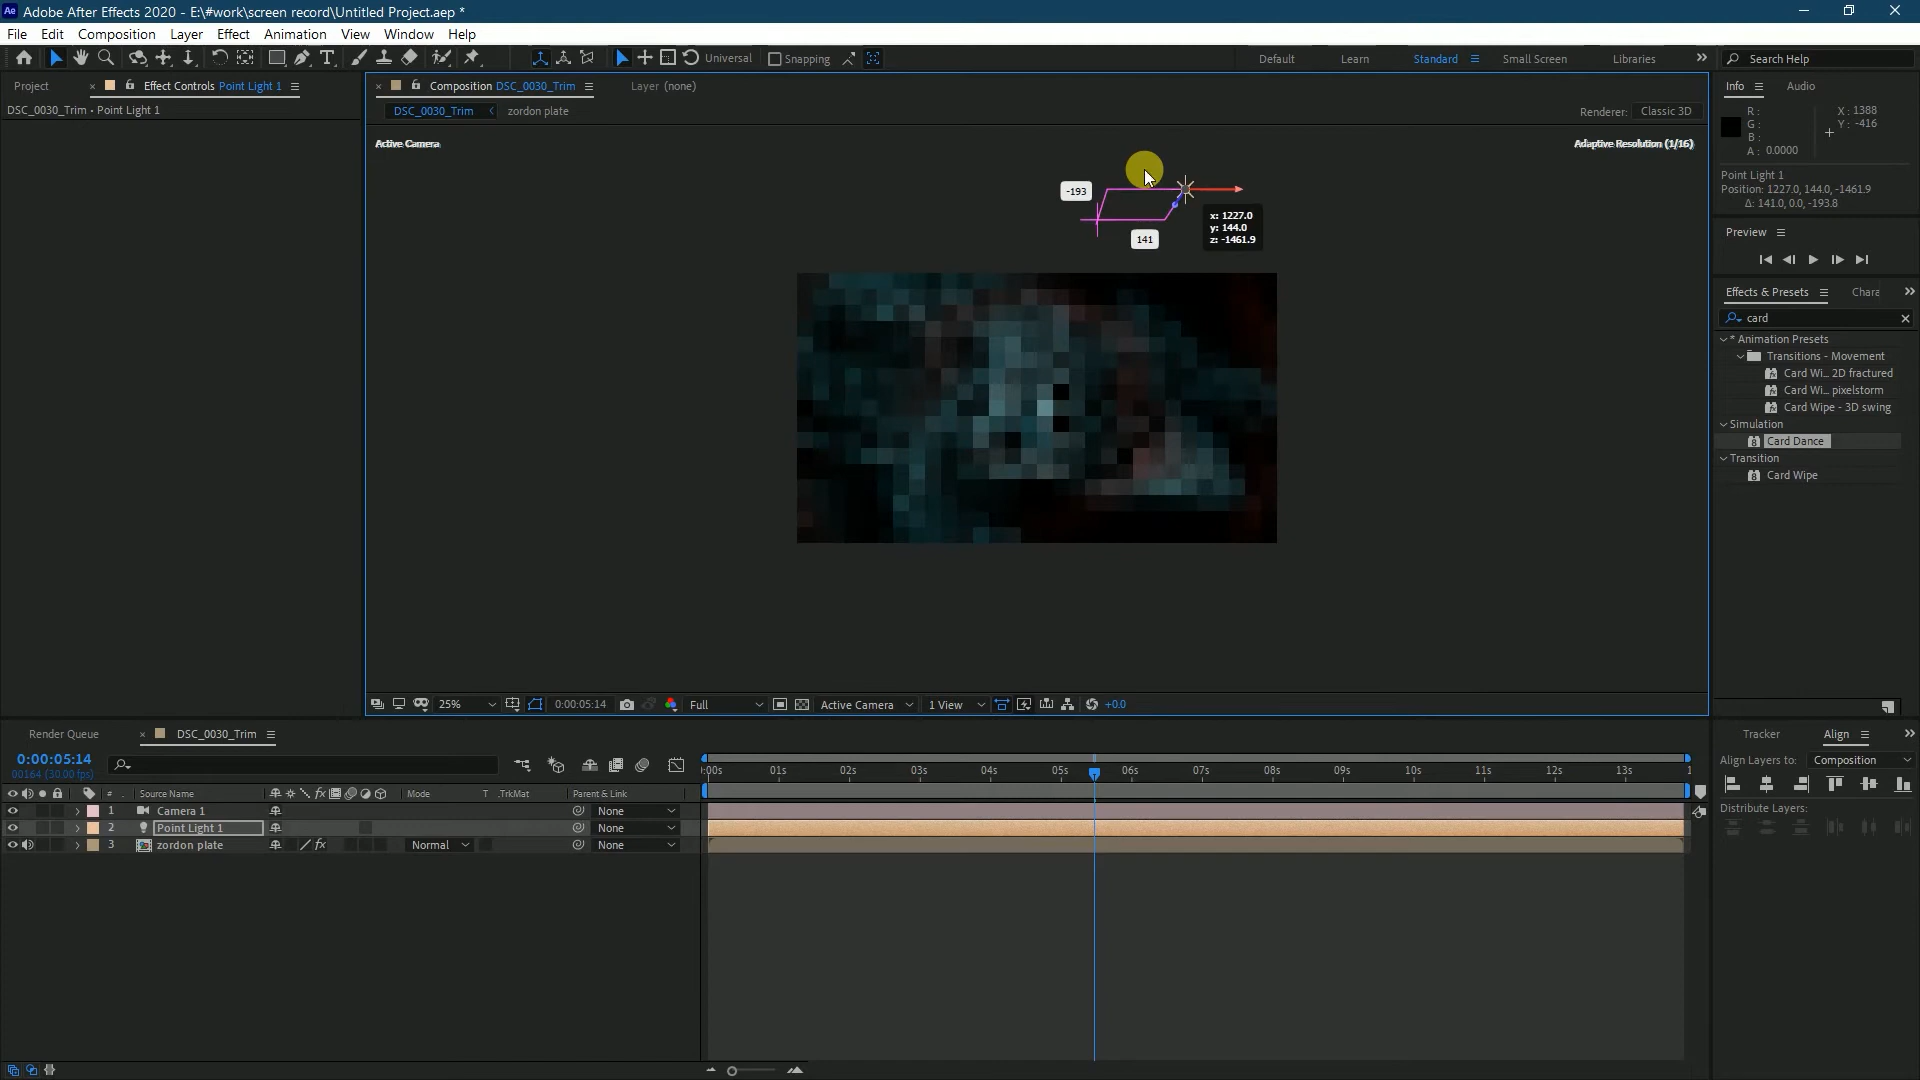 Adobe After Effects 2020 - E:\#work\screen record\Untitled Project.aep *
File Edit Composition Layer Effect Animation View Window Help
Universal Snapping Default Learn Standard Small Screen Libraries Search Help
Project Effect Controls Point Light 1
DSC_0030_Trim • Point Light 1
Composition DSC_0030_Trim Layer (none)
DSC_0030_Trim zordon plate Renderer: Classic 3D
Active Camera Adaptive Resolution (1/16)
-193
141
x: 1227.0
y: 144.0
z: -1461.9
25% 0:00:05:14 Full Active Camera 1 View +0.0
Info Audio
R: X: 1388
G: Y: -416
B:
A: 0.0000
Point Light 1
Position: 1227.0, 144.0, -1461.9
Δ: 141.0, 0.0, -193.8
Preview
Effects & Presets Chara
card
* Animation Presets
Transitions - Movement
Card Wi... 2D fractured
Card Wi... pixelstorm
Card Wipe - 3D swing
Simulation
Card Dance
Transition
Card Wipe
Render Queue DSC_0030_Trim
0:00:05:14
00164 (30.00 fps)
# Source Name Mode T .TrkMat Parent & Link
1 Camera 1 None
2 Point Light 1 None
3 zordon plate Normal None
:00s 01s 02s 03s 04s 05s 06s 07s 08s 09s 10s 11s 12s 13s 1
Tracker Align
Align Layers to: Composition
Distribute Layers: